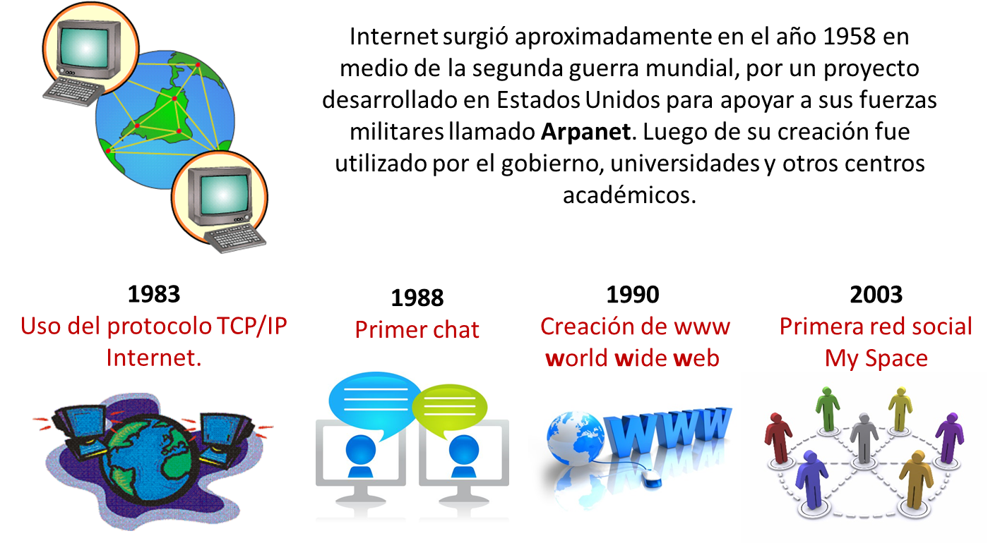 Internet surgió aproximadamente en el año 1958 en
medio de la segunda guerra mundial, por un proyecto
desarrollado en Estados Unidos para apoyar a sus fuerzas
militares llamado Arpanet. Luego de su creación fue
utilizado por el gobierno, universidades y otros centros
académicos.
1983
Uso del protocolo TCP/IP
Internet.
1988
Primer chat
1990
Creación de www
world wide web
WWW
2003
Primera red social
My Space